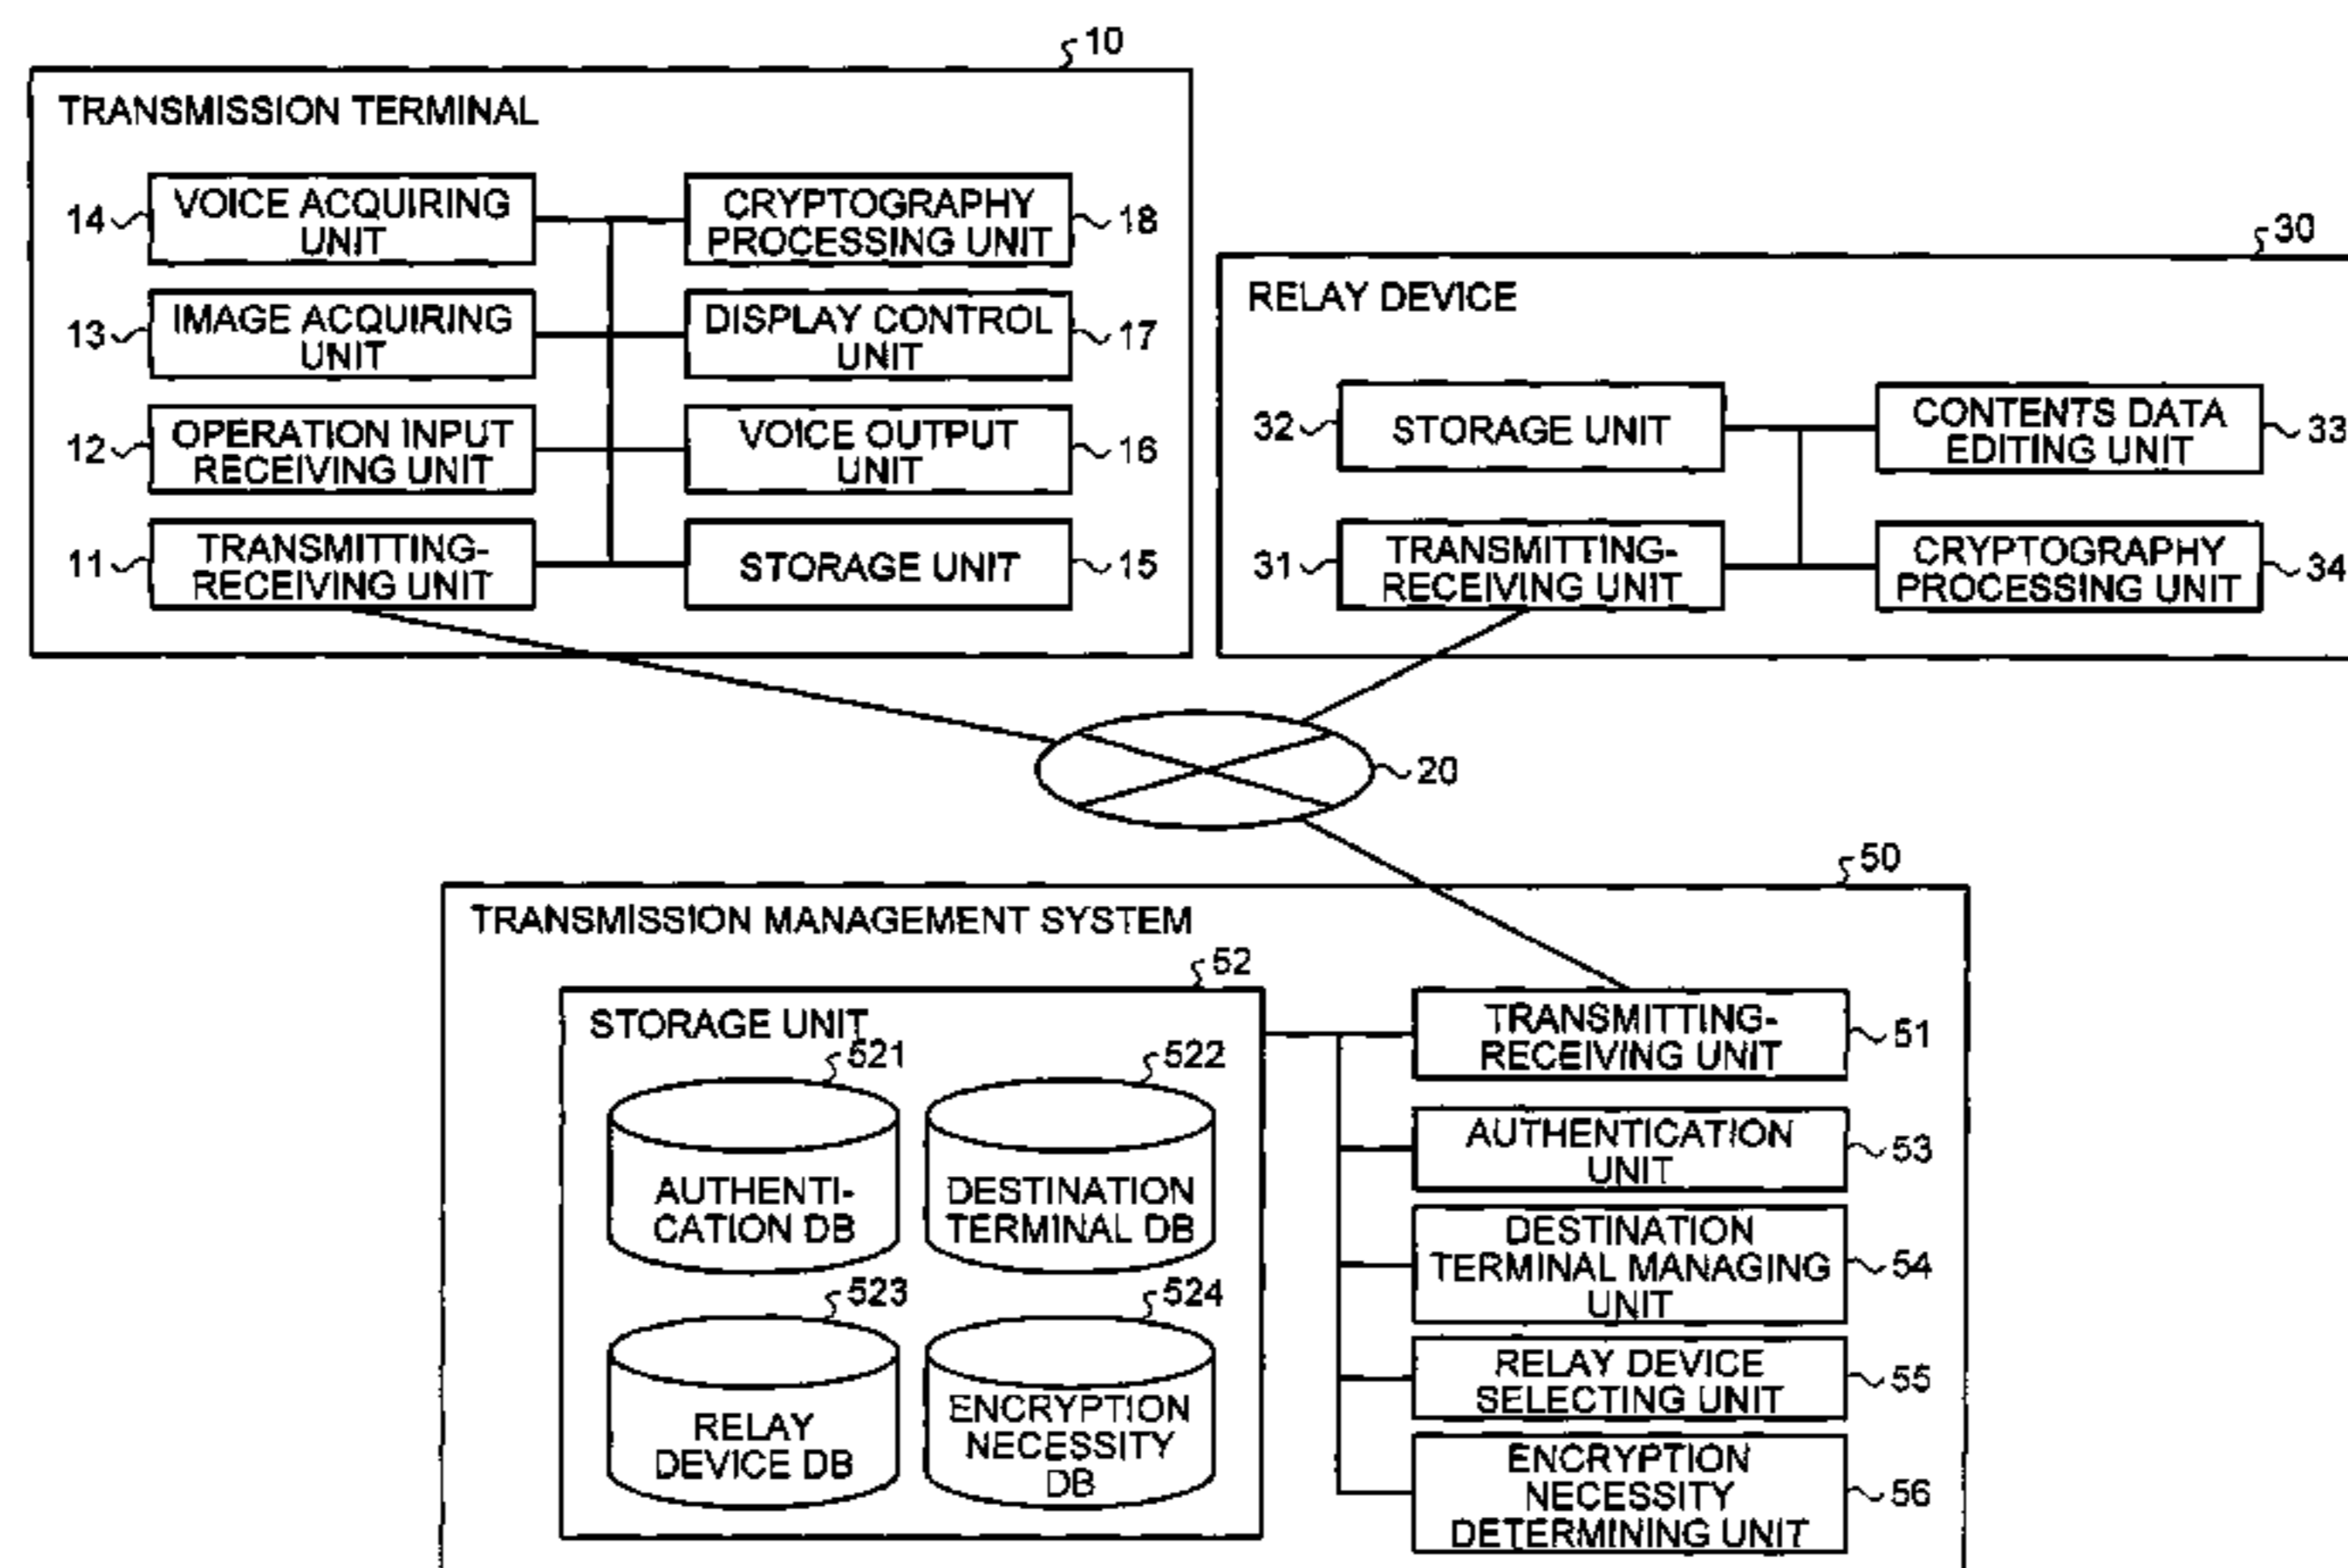 10
TRANSMISSION TERMINAL
14
VOICE ACQUIRING
UNIT
CRYPTOGRAPHY
PROCESSING UNIT
18
13
IMAGE ACQUIRING
UNIT
DISPLAY CONTROL
UNIT
17
12
OPERATION INPUT
RECEIVING UNIT
VOICE OUTPUT
UNIT
16
11
TRANSMITTING-
RECEIVING UNIT
STORAGE UNIT
15
30
RELAY DEVICE
32
STORAGE UNIT
CONTENTS DATA
EDITING UNIT
33
31
TRANSMITTING-
RECEIVING UNIT
CRYPTOGRAPHY
PROCESSING UNIT
34
20
50
TRANSMISSION MANAGEMENT SYSTEM
52
STORAGE UNIT
521
AUTHENTI-
CATION DB
522
DESTINATION
TERMINAL DB
523
RELAY
DEVICE DB
524
ENCRYPTION
NECESSITY
DB
TRANSMITTING-
RECEIVING UNIT
51
AUTHENTICATION
UNIT
53
DESTINATION
TERMINAL MANAGING
UNIT
54
RELAY DEVICE
SELECTING UNIT
55
ENCRYPTION
NECESSITY
DETERMINING UNIT
56